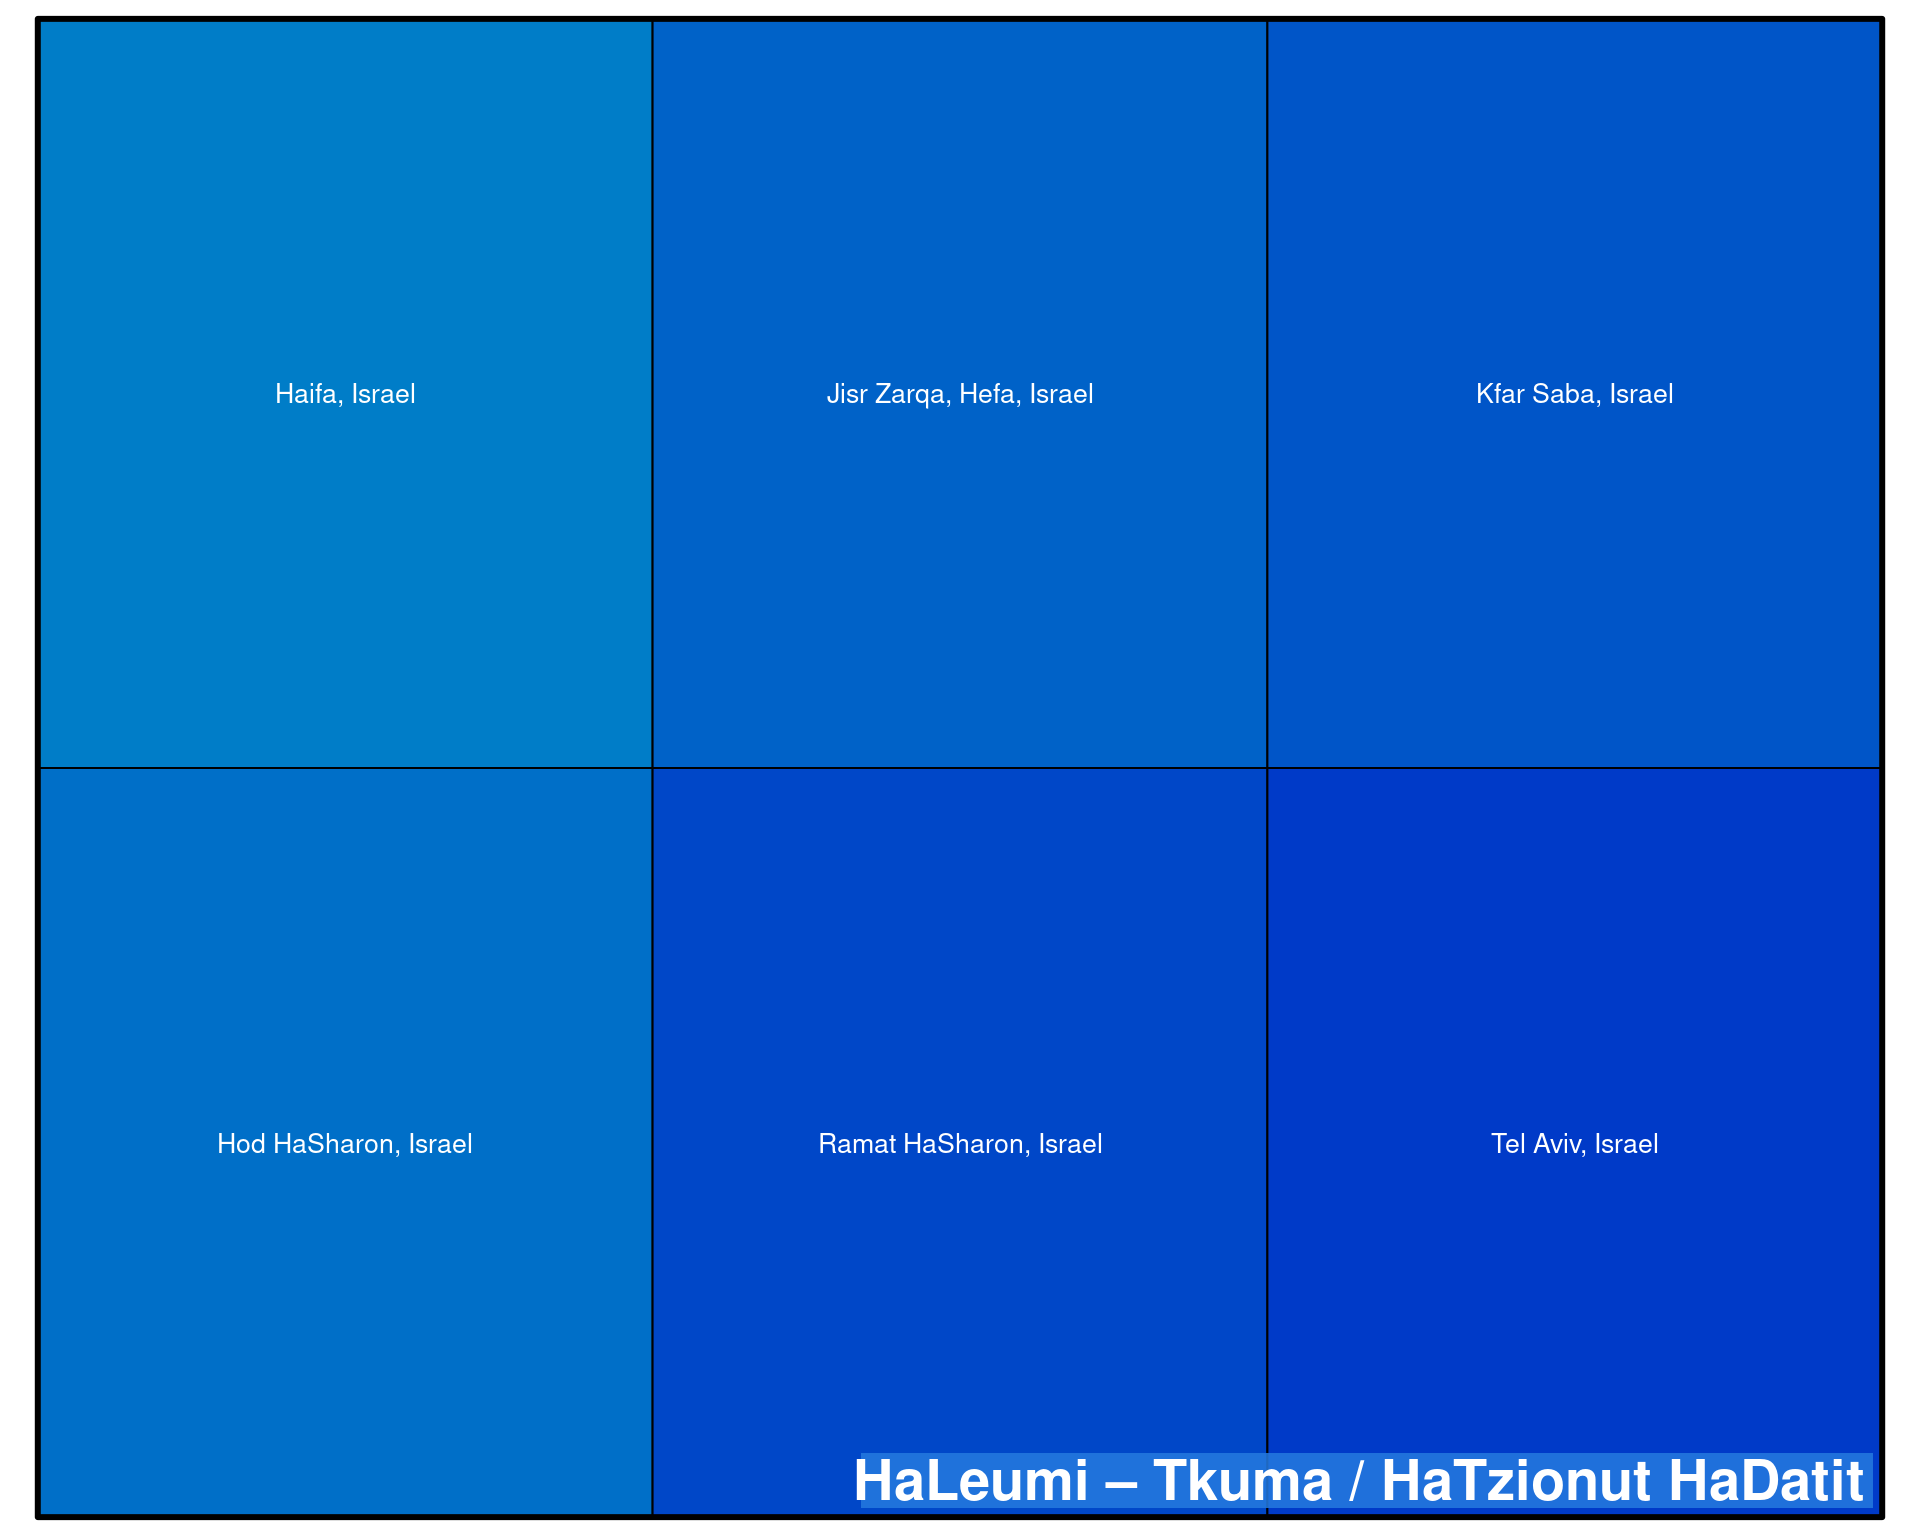 Haifa, Israel
Jisr Zarqa, Hefa, Israel
Kfar Saba, Israel
Hod HaSharon, Israel
Ramat HaSharon, Israel
Tel Aviv, Israel
HaLeumi – Tkuma / HaTzionut HaDatit